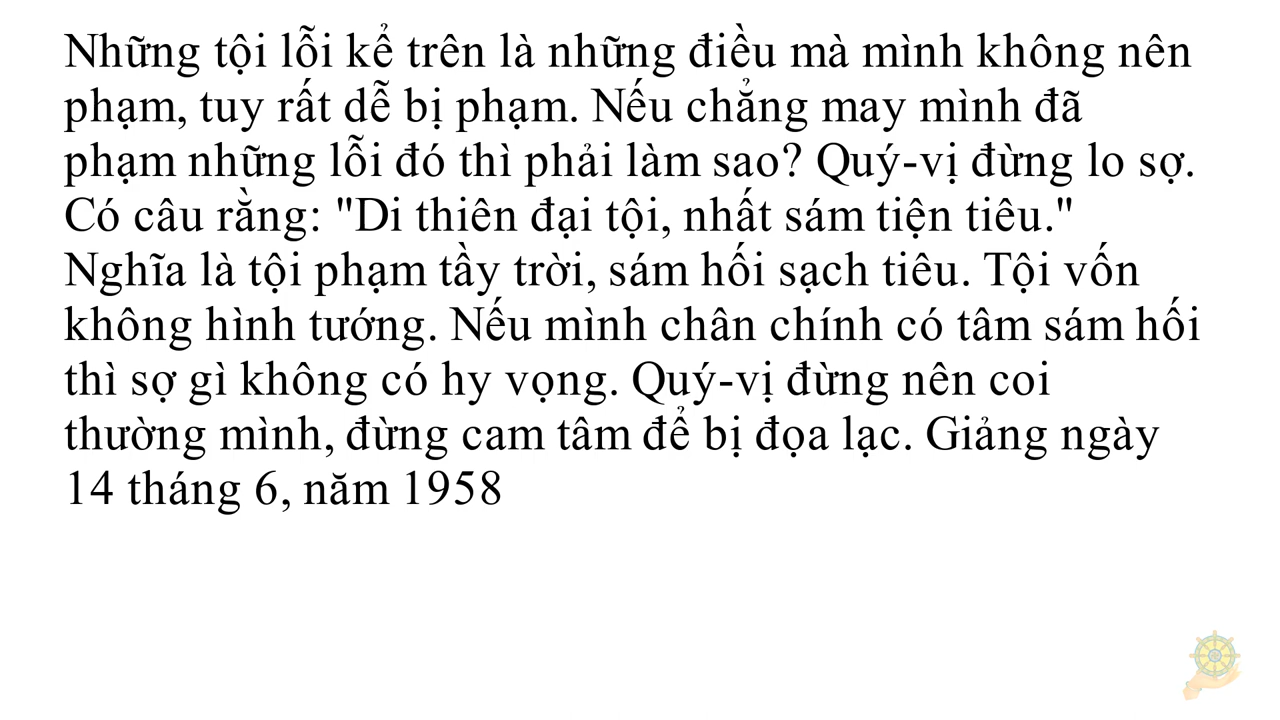 Những tội lỗi kể trên là những điều mà mình không nên
phạm, tuy rất dễ bị phạm. Nếu chẳng may mình đã
phạm những lỗi đó thì phải làm sao? Quý-vị đừng lo sợ.
Có câu rằng: "Di thiên đại tội, nhất sám tiện tiêu."
Nghĩa là tội phạm tầy trời, sám hối sạch tiêu. Tội vốn
không hình tướng. Nếu mình chân chính có tâm sám hối
thì sợ gì không có hy vọng. Quý-vị đừng nên coi
thường mình, đừng cam tâm để bị đọa lạc. Giảng ngày
14 tháng 6, năm 1958